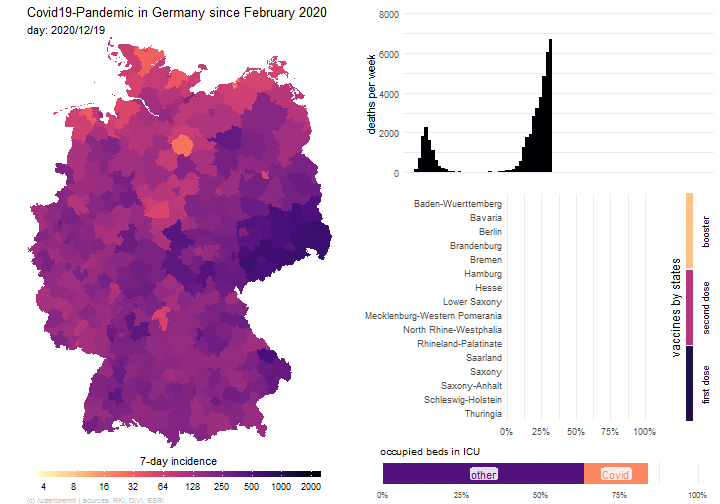 Covid19-Pandemic in Germany since February 2020
day: 2020/12/19
7-day incidence
4 8 16 32 64 128 250 500 1000 2000
(c) /u/zeitbrennt | sources: RKI, DIVI, ESRI
deaths per week
8000
6000
4000
2000
0
Baden-Wuerttemberg
Bavaria
Berlin
Brandenburg
Bremen
Hamburg
Hesse
Lower Saxony
Mecklenburg-Western Pomerania
North Rhine-Westphalia
Rhineland-Palatinate
Saarland
Saxony
Saxony-Anhalt
Schleswig-Holstein
Thuringia
0% 25% 50% 75% 100%
vaccines by states
booster
second dose
first dose
occupied beds in ICU
other Covid
0% 25% 50% 75% 100%